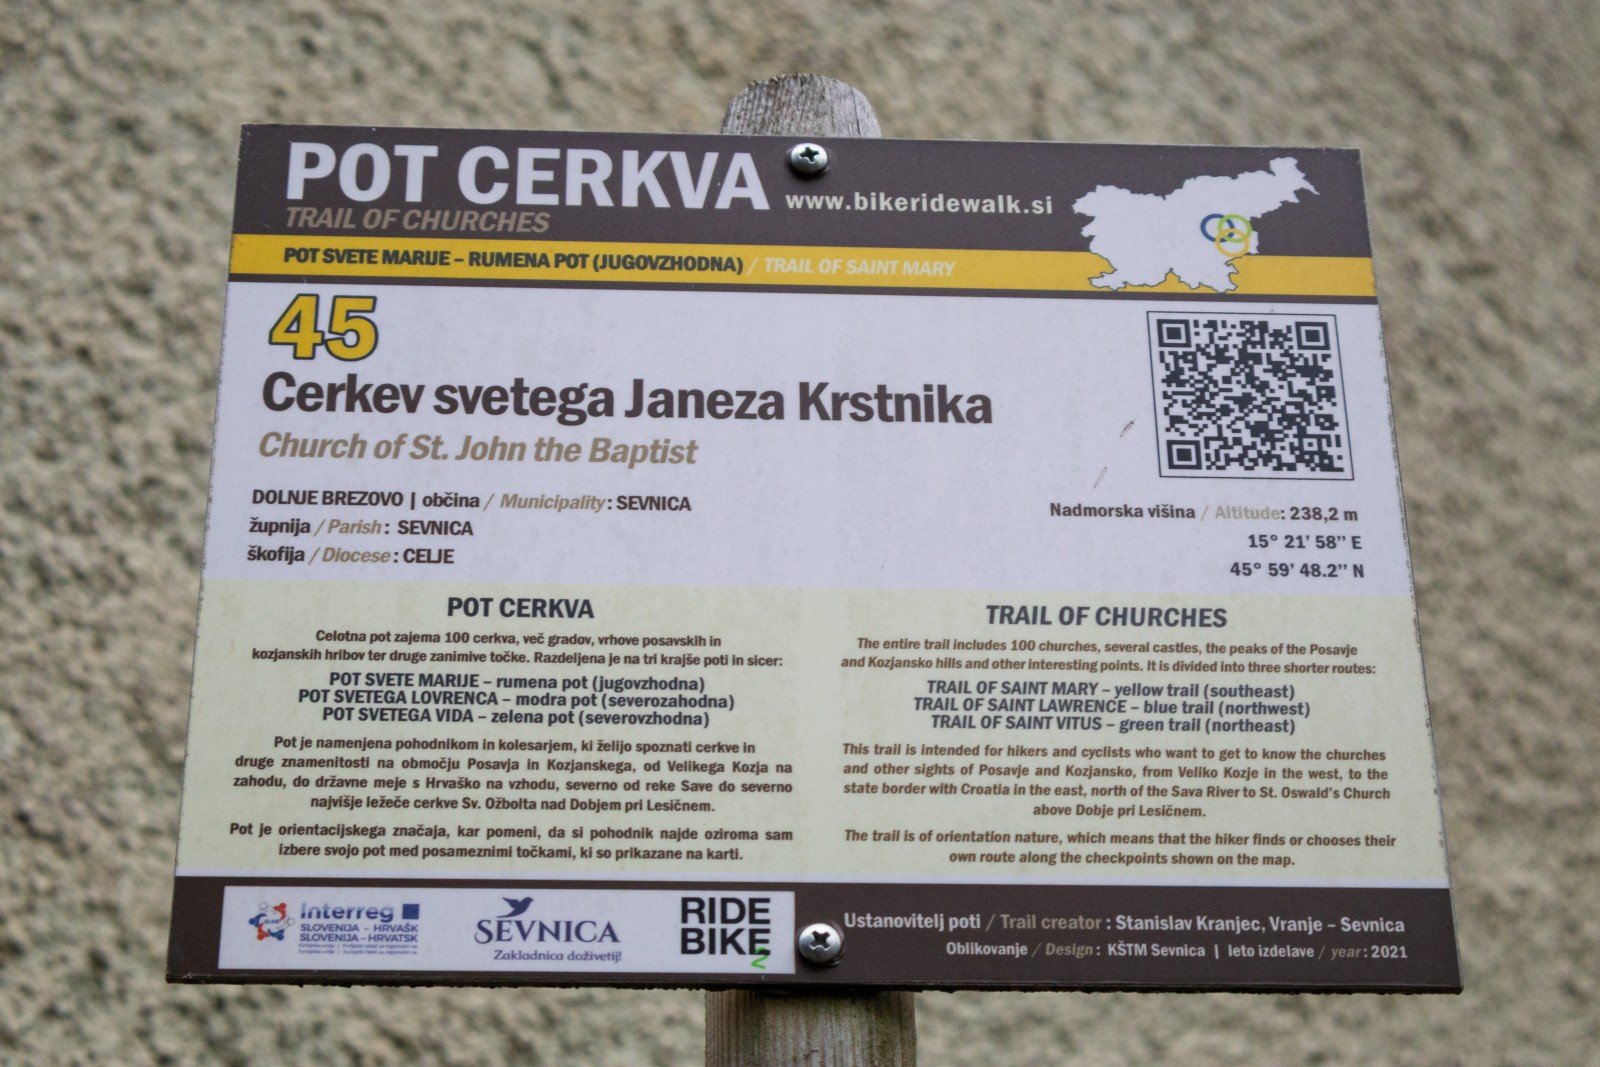 POT CERKVA
www.bikeridewalk.si
TRAIL OF CHURCHES
POT SVETE MARIJE – RUMENA POT (JUGOVZHODNA) / TRAIL OF SAINT MARY
45
Cerkev svetega Janeza Krstnika
Church of St. John the Baptist
DOLNJE BREZOVO | občina / Municipality: SEVNICA
župnija / Parish: SEVNICA
škofija / Diocese: CELJE
Nadmorska višina / Altitude: 238,2 m
15° 21' 58'' E
45° 59' 48.2'' N
POT CERKVA
Celotna pot zajema 100 cerkva, več gradov, vrhove posavskih in
kozjanskih hribov ter druge zanimive točke. Razdeljena je na tri krajše poti in sicer:
POT SVETE MARIJE – rumena pot (jugovzhodna)
POT SVETEGA LOVRENCA – modra pot (severozahodna)
POT SVETEGA VIDA – zelena pot (severovzhodna)
Pot je namenjena pohodnikom in kolesarjem, ki želijo spoznati cerkve in
druge znamenitosti na območju Posavja in Kozjanskega, od Velikega Kozja na
zahodu, do državne meje s Hrvaško na vzhodu, severno od reke Save do severno
najvišje ležeče cerkve Sv. Ožbolta nad Dobjem pri Lesičnem.
Pot je orientacijskega značaja, kar pomeni, da si pohodnik najde oziroma sam
izbere svojo pot med posameznimi točkami, ki so prikazane na karti.
TRAIL OF CHURCHES
The entire trail includes 100 churches, several castles, the peaks of the Posavje
and Kozjansko hills and other interesting points. It is divided into three shorter routes:
TRAIL OF SAINT MARY – yellow trail (southeast)
TRAIL OF SAINT LAWRENCE – blue trail (northwest)
TRAIL OF SAINT VITUS – green trail (northeast)
This trail is intended for hikers and cyclists who want to get to know the churches
and other sights of Posavje and Kozjansko, from Veliko Kozje in the west, to the
state border with Croatia in the east, north of the Sava River to St. Oswald's Church
above Dobje pri Lesičnem.
The trail is of orientation nature, which means that the hiker finds or chooses their
own route along the checkpoints shown on the map.
Interreg
SLOVENIJA – HRVAŠKA
SLOVENIJA – HRVATSKA
SEVNICA
Zakladnica doživetij!
RIDE
BIKE
2
Ustanovitelj poti / Trail creator : Stanislav Kranjec, Vranje – Sevnica
Oblikovanje / Design: KŠTM Sevnica | leto izdelave / year: 2021